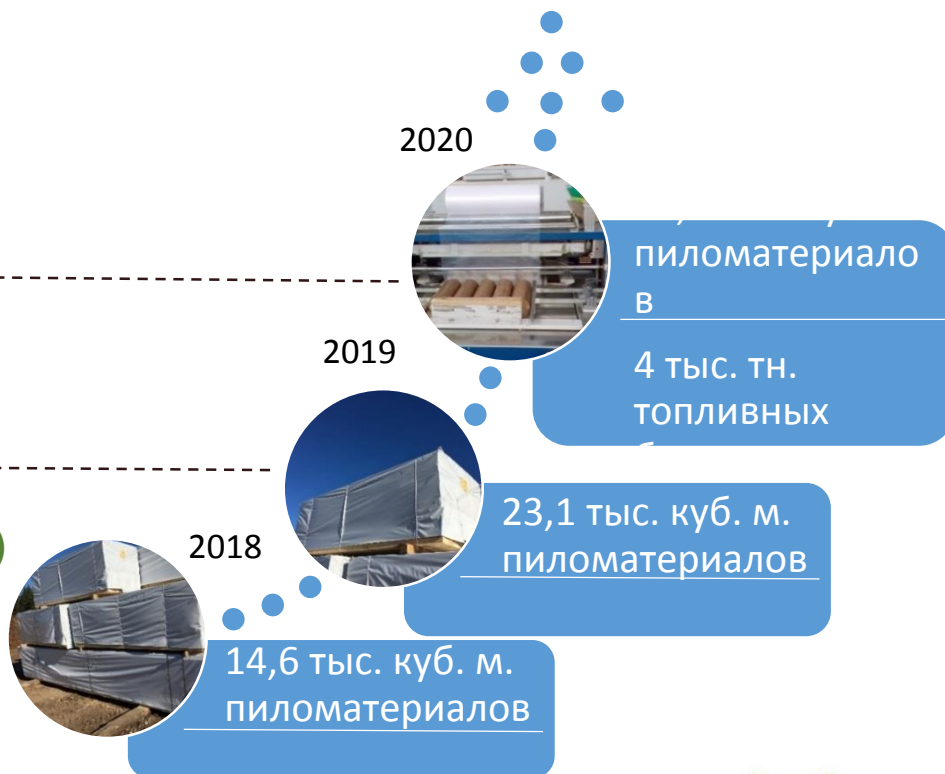 2020
пиломатериало
в
4 тыс. тн.
топливных
2019
23,1 тыс. куб. м.
пиломатериалов
2018
14,6 тыс. куб. м.
пиломатериалов